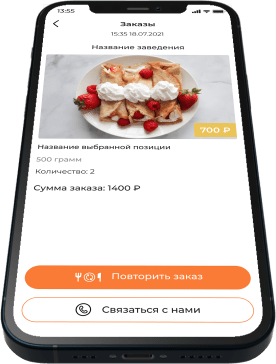 13:55
Заказы
15:35 18.07.2021
Название заведения
700 ₽
Название выбранной позиции
500 грамм
Количество: 2
Сумма заказа: 1400 ₽
Повторить заказ
Связаться с нами